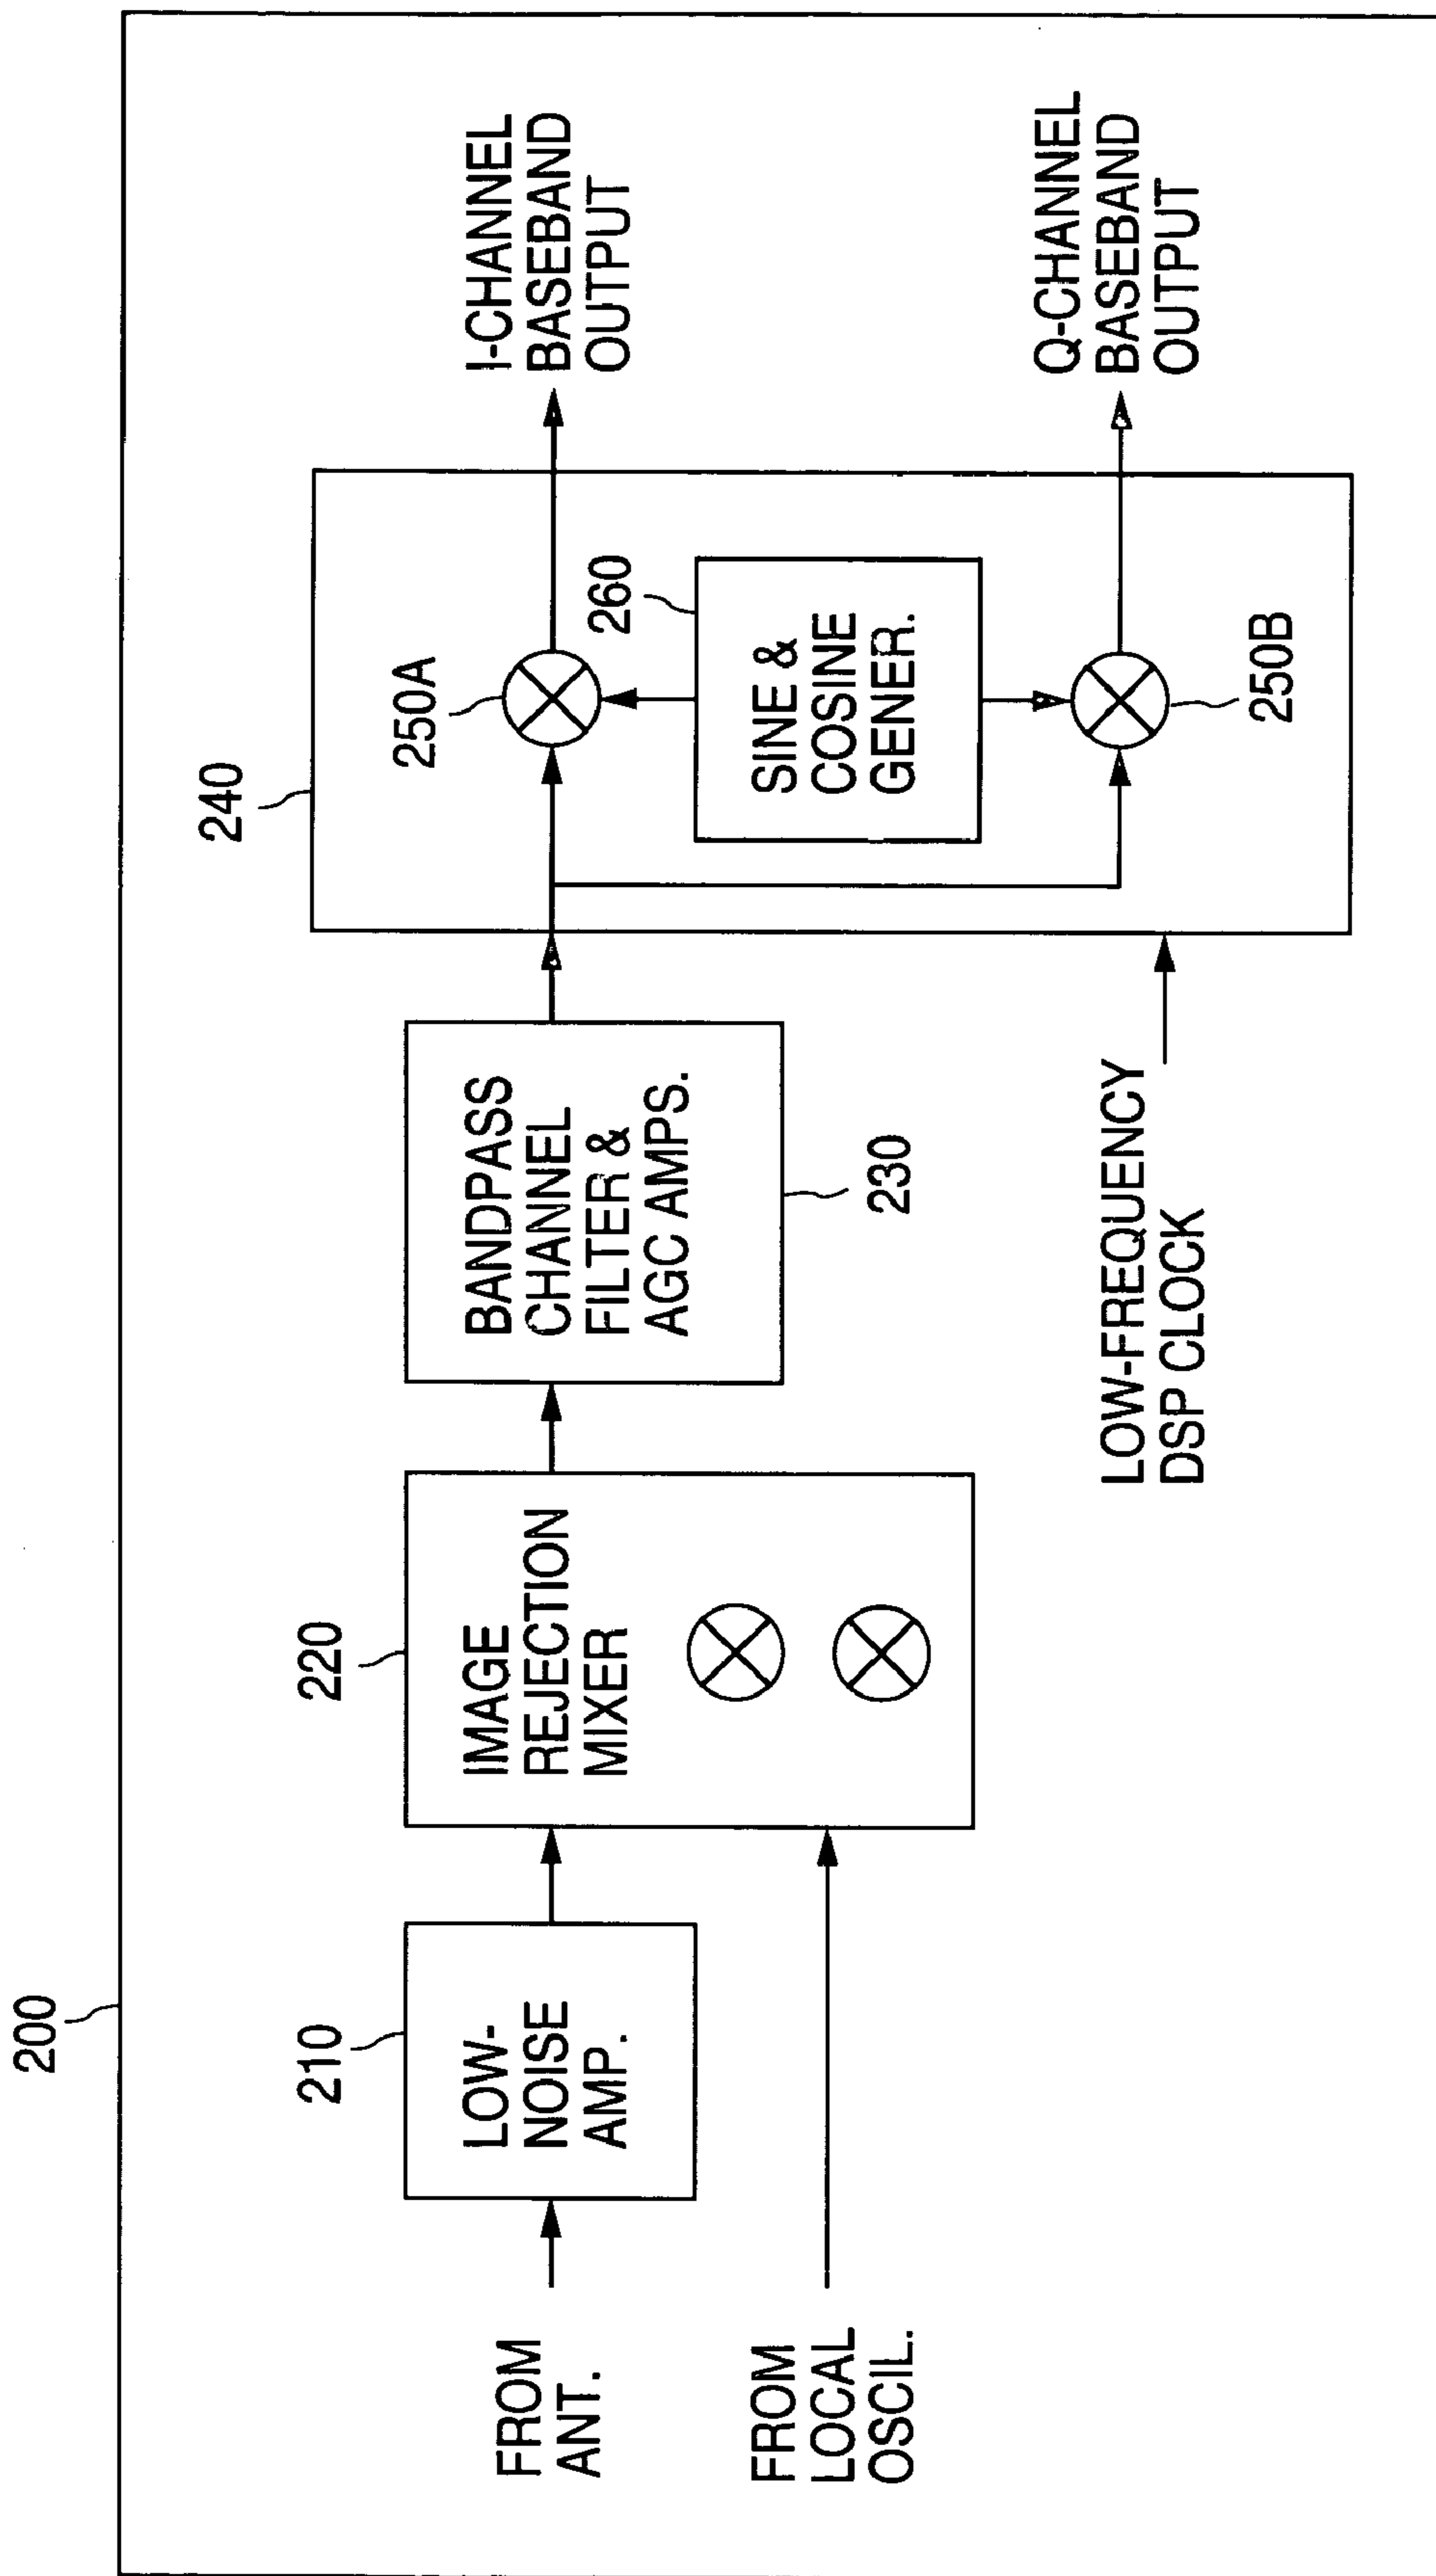 200
210
LOW-
NOISE
AMP.
FROM
ANT.
FROM
LOCAL
OSCIL.
220
IMAGE
REJECTION
MIXER
BANDPASS
CHANNEL
FILTER &
AGC AMPS.
230
LOW-FREQUENCY
DSP CLOCK
240
250A
260
SINE &
COSINE
GENER.
250B
I-CHANNEL
BASEBAND
OUTPUT
Q-CHANNEL
BASEBAND
OUTPUT